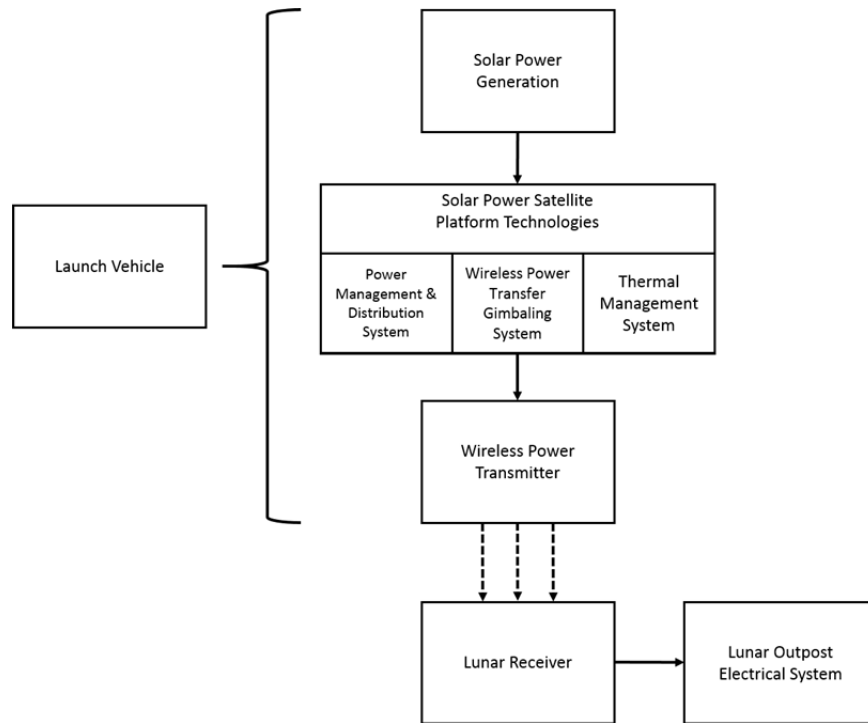 Solar Power
Generation
Launch Vehicle
Solar Power Satellite
Platform Technologies
Power
Management &
Distribution
System
Wireless Power
Transfer
Gimbaling
System
Thermal
Management
System
Wireless Power
Transmitter
Lunar Receiver
Lunar Outpost
Electrical System